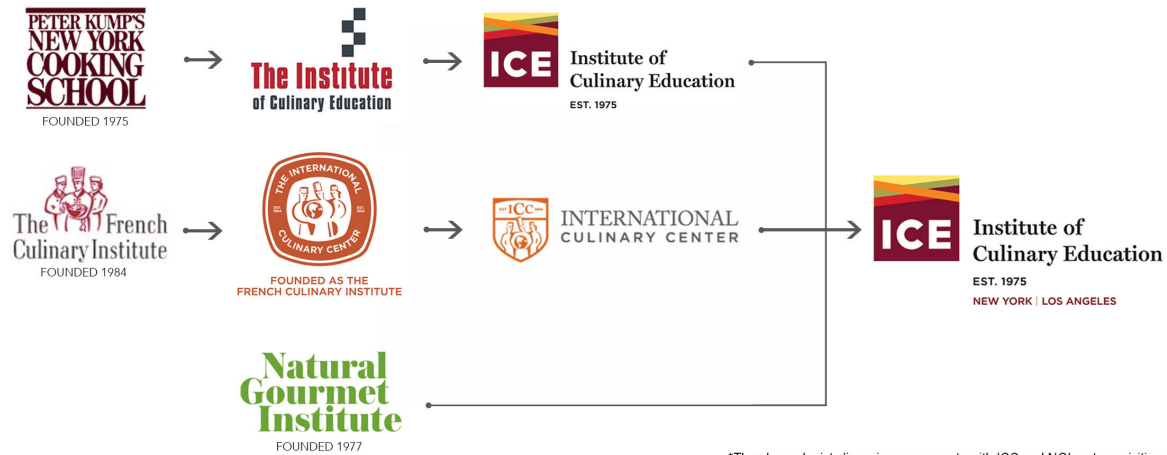 PETER KUMP'S
NEW YORK
COOKING
SCHOOL
FOUNDED 1975
The Institute
of Culinary Education
ICE
Institute of
Culinary Education
EST. 1975
The French
Culinary Institute
FOUNDED 1984
THE INTERNATIONAL
EST. 1984
CULINARY CENTER
FOUNDED AS THE
FRENCH CULINARY INSTITUTE
EST ICC 1984
INTERNATIONAL
CULINARY CENTER
ICE
Institute of
Culinary Education
EST. 1975
NEW YORK | LOS ANGELES
Natural
Gourmet
Institute
FOUNDED 1977